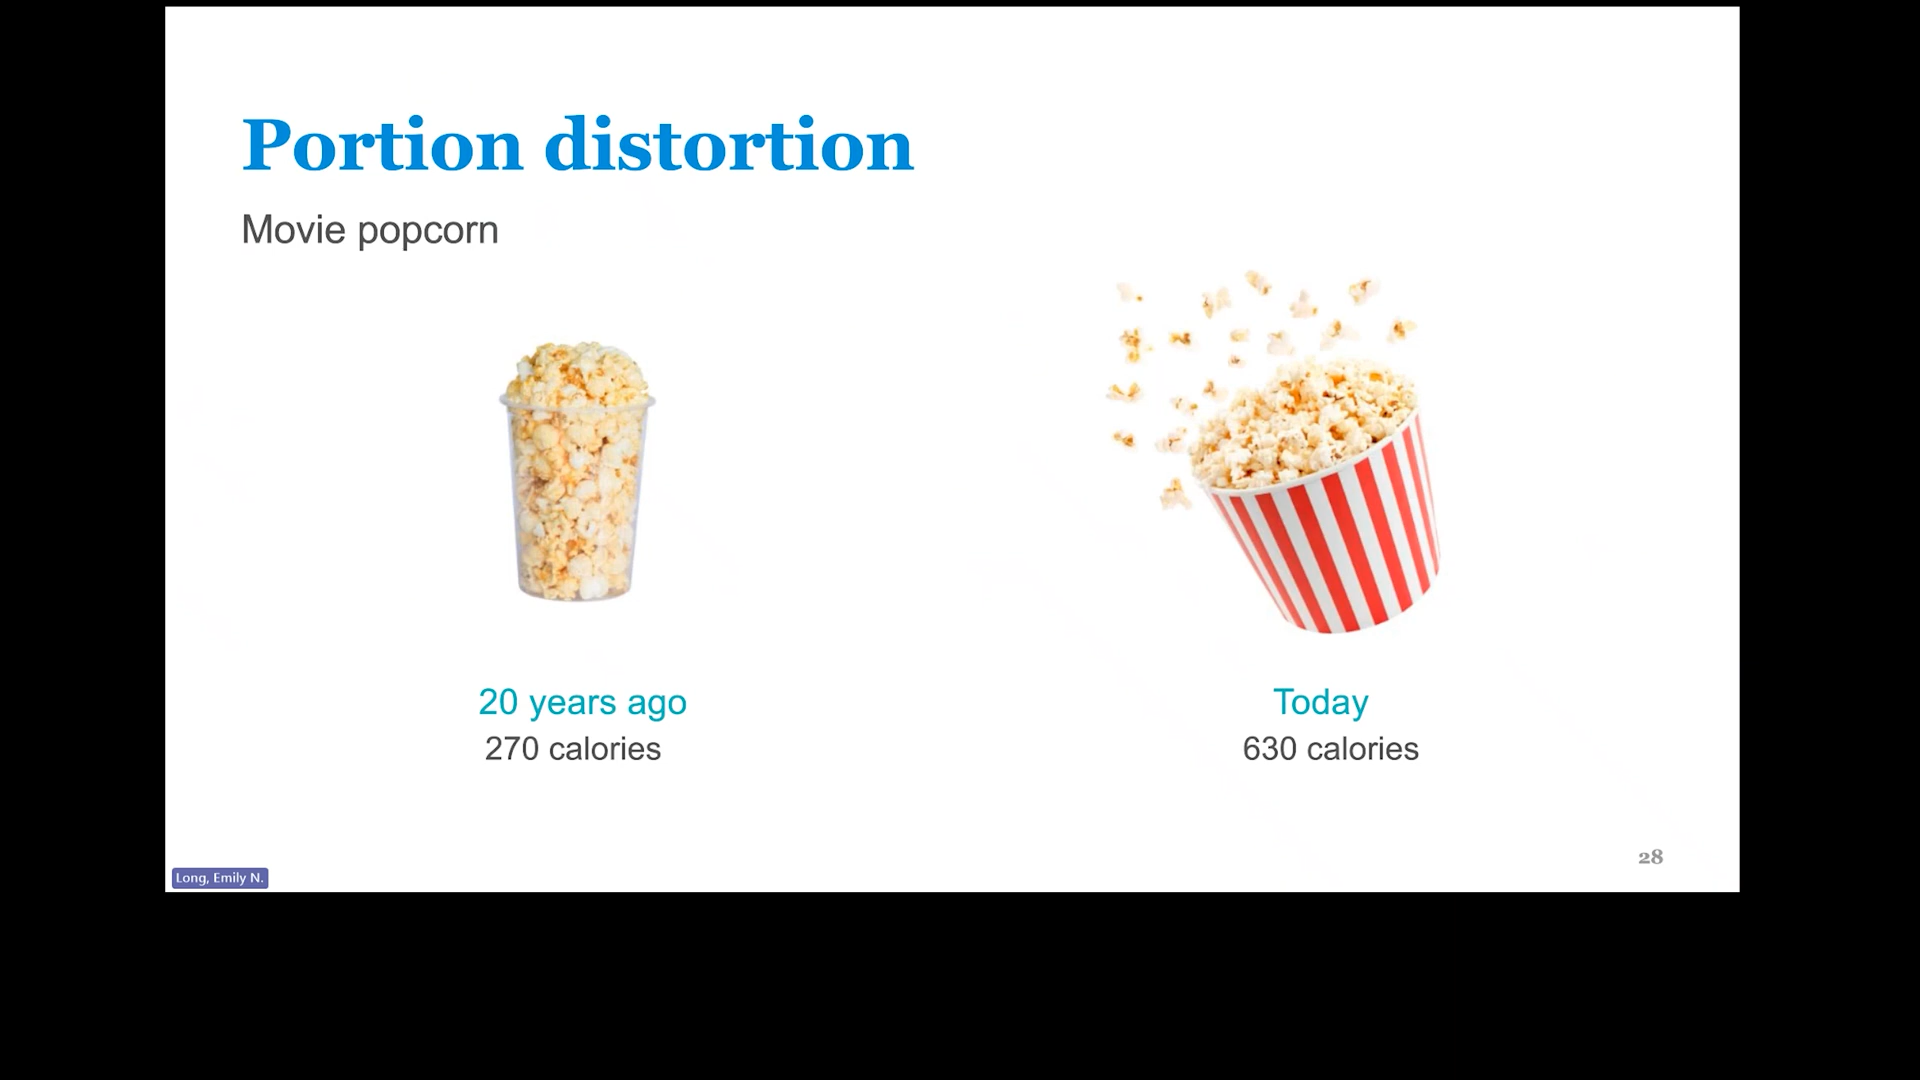 Portion distortion
Movie popcorn
20 years ago
270 calories
Today
630 calories
28
Long, Emily N.